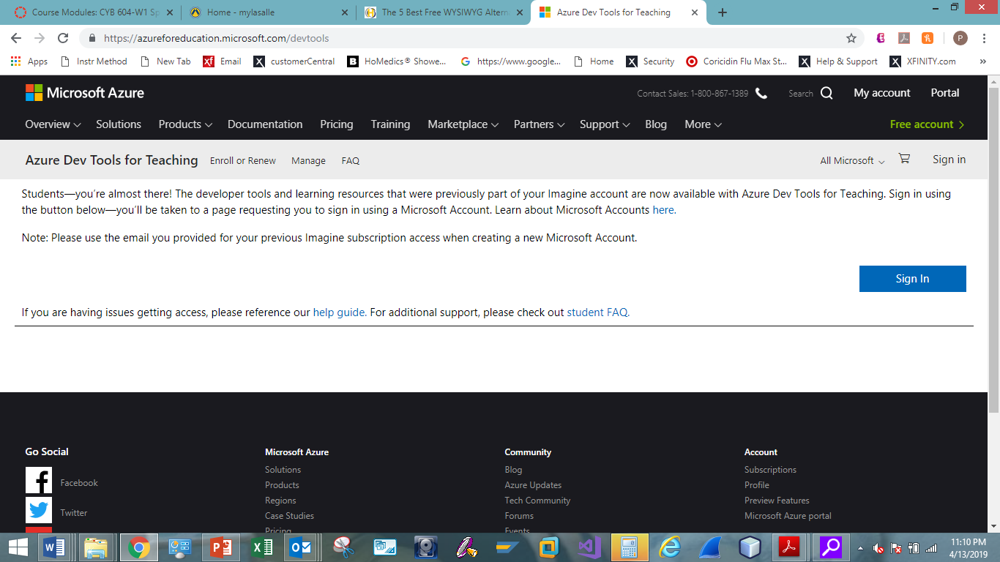 Course Modules: CYB 604-W1 Sp
Home - mylasalle
The 5 Best Free WYSIWYG Altern
Azure Dev Tools for Teaching
https://azureforeducation.microsoft.com/devtools
P
Apps
Instr Method
New Tab
xf Email
X customerCentral
B HoMedics® Showe...
G https://www.google...
Home
X Security
Coricidin Flu Max St...
X Help & Support
X XFINITY.com
»
Microsoft Azure
Contact Sales: 1-800-867-1389
Search
My account
Portal
Overview
Solutions
Products
Documentation
Pricing
Training
Marketplace
Partners
Support
Blog
More
Free account
Azure Dev Tools for Teaching
Enroll or Renew
Manage
FAQ
All Microsoft
Sign in
Students—you're almost there! The developer tools and learning resources that were previously part of your Imagine account are now available with Azure Dev Tools for Teaching. Sign in using
the button below—you'll be taken to a page requesting you to sign in using a Microsoft Account. Learn about Microsoft Accounts here.
Note: Please use the email you provided for your previous Imagine subscription access when creating a new Microsoft Account.
Sign In
If you are having issues getting access, please reference our help guide. For additional support, please check out student FAQ.
Go Social
Facebook
Twitter
Microsoft Azure
Solutions
Products
Regions
Case Studies
Pricing
Community
Blog
Azure Updates
Tech Community
Forums
Events
Account
Subscriptions
Profile
Preview Features
Microsoft Azure portal
11:10 PM
4/13/2019